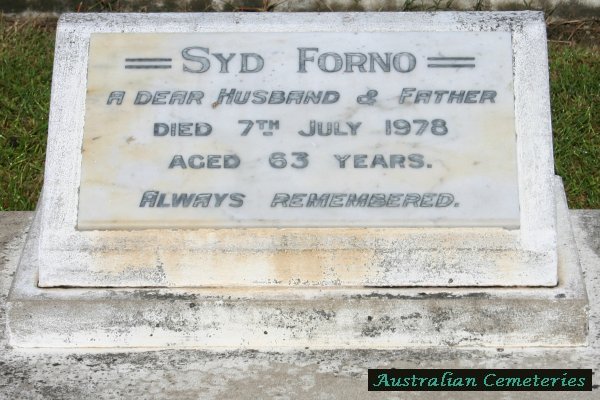 Syd Forno
A dear Husband & Father
died 7th July 1978
aged 63 years.
Always remembered.
Australian Cemeteries